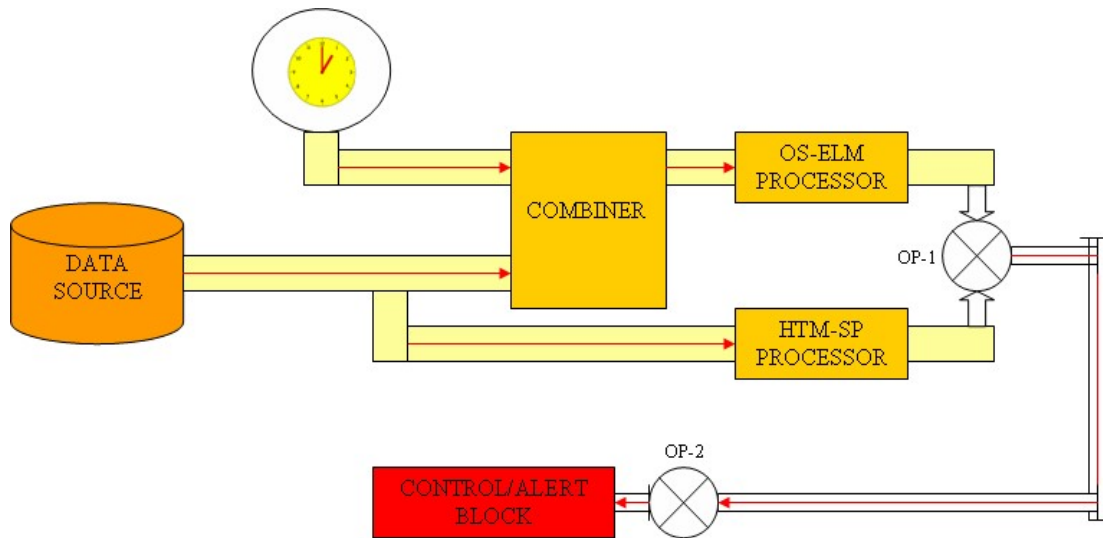 OS-ELM
PROCESSOR
COMBINER
DATA
SOURCE
OP-1
HTM-SP
PROCESSOR
OP-2
CONTROL/ALERT
BLOCK